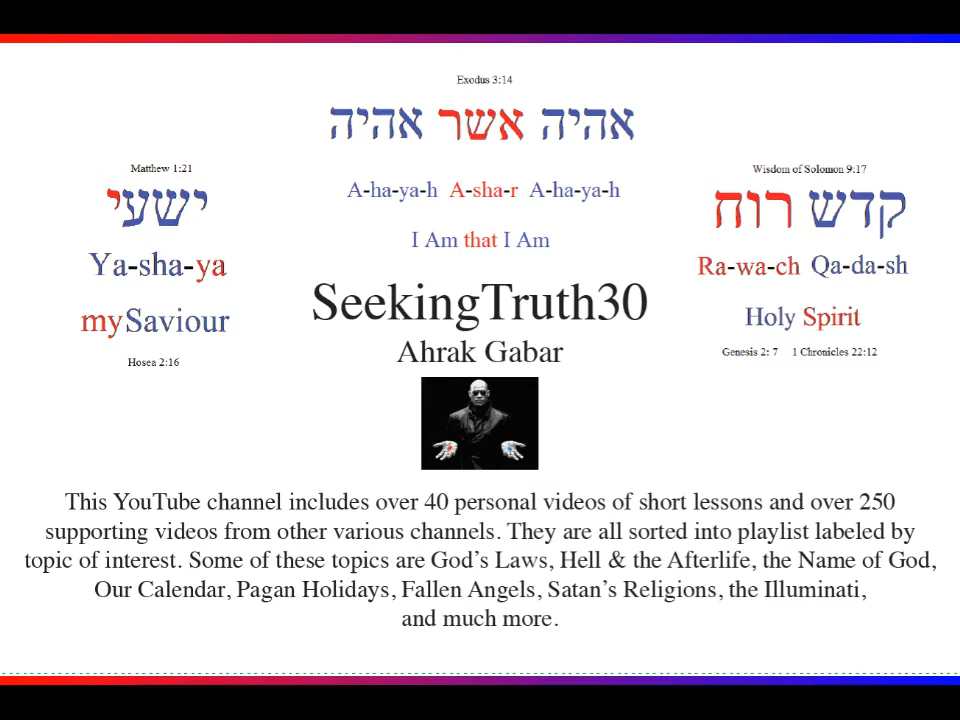 Exodus 3:14
אהיה אשר אהיה
A-ha-ya-h A-sha-r A-ha-ya-h
I Am that I Am
Matthew 1:21
ישעי
Ya-sha-ya
mySaviour
Hosea 2:16
Wisdom of Solomon 9:17
רוח קדש
Ra-wa-ch Qa-da-sh
Holy Spirit
Genesis 2: 7 1 Chronicles 22:12
SeekingTruth30
Ahrak Gabar
This YouTube channel includes over 40 personal videos of short lessons and over 250
supporting videos from other various channels. They are all sorted into playlist labeled by
topic of interest. Some of these topics are God's Laws, Hell & the Afterlife, the Name of God,
Our Calendar, Pagan Holidays, Fallen Angels, Satan's Religions, the Illuminati,
and much more.